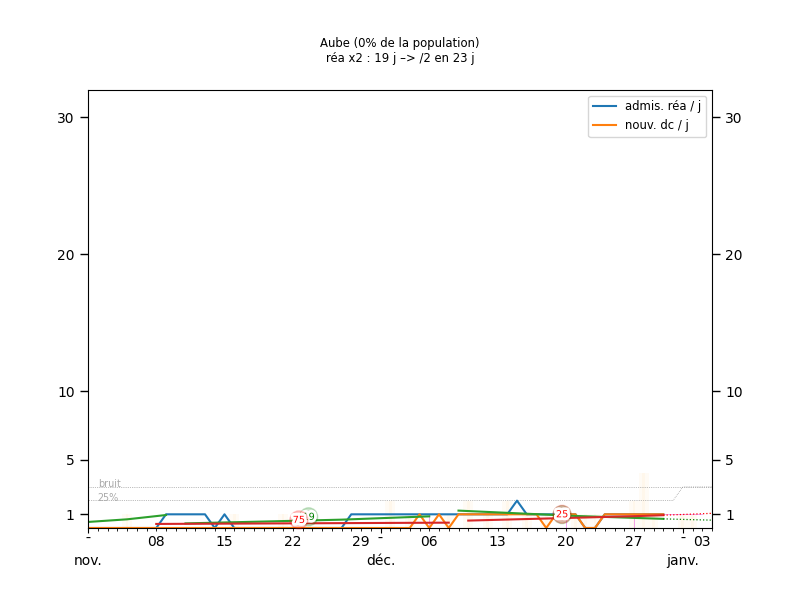 Aube (0% de la population)
réa x2 : 19 j –> /2 en 23 j
admis. réa / j
nouv. dc / j
30 30
20 20
10 10
5 5
bruit
25%
1 1
75 9 25
- 08 15 22 29 - 06 13 20 27 - 03
nov. déc. janv.